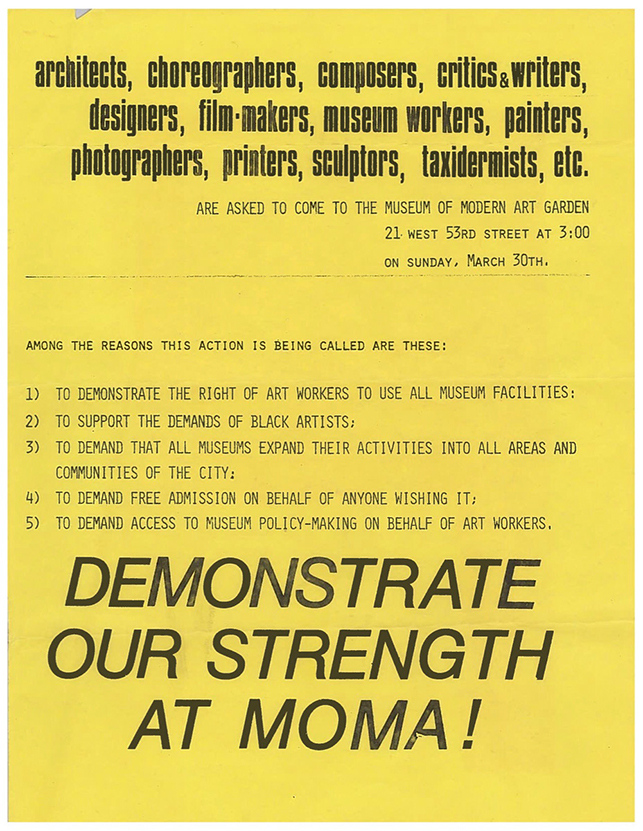 architects, choreographers, composers, critics & writers,
designers, film-makers, museum workers, painters,
photographers, printers, sculptors, taxidermists, etc.
ARE ASKED TO COME TO THE MUSEUM OF MODERN ART GARDEN
21 WEST 53RD STREET AT 3:00
ON SUNDAY, MARCH 30TH.
AMONG THE REASONS THIS ACTION IS BEING CALLED ARE THESE:
1) TO DEMONSTRATE THE RIGHT OF ART WORKERS TO USE ALL MUSEUM FACILITIES:
2) TO SUPPORT THE DEMANDS OF BLACK ARTISTS;
3) TO DEMAND THAT ALL MUSEUMS EXPAND THEIR ACTIVITIES INTO ALL AREAS AND
COMMUNITIES OF THE CITY:
4) TO DEMAND FREE ADMISSION ON BEHALF OF ANYONE WISHING IT;
5) TO DEMAND ACCESS TO MUSEUM POLICY-MAKING ON BEHALF OF ART WORKERS.
DEMONSTRATE
OUR STRENGTH
AT MOMA!